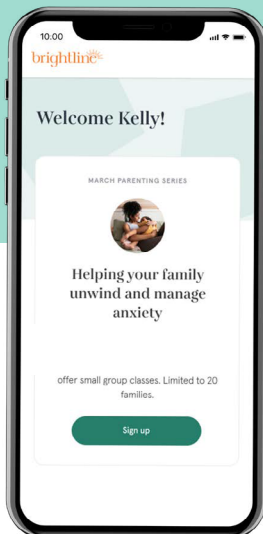 10.00
brightline
Welcome Kelly!
MARCH PARENTING SERIES
Helping your family
unwind and manage
anxiety
offer small group classes. Limited to 20
families.
Sign up